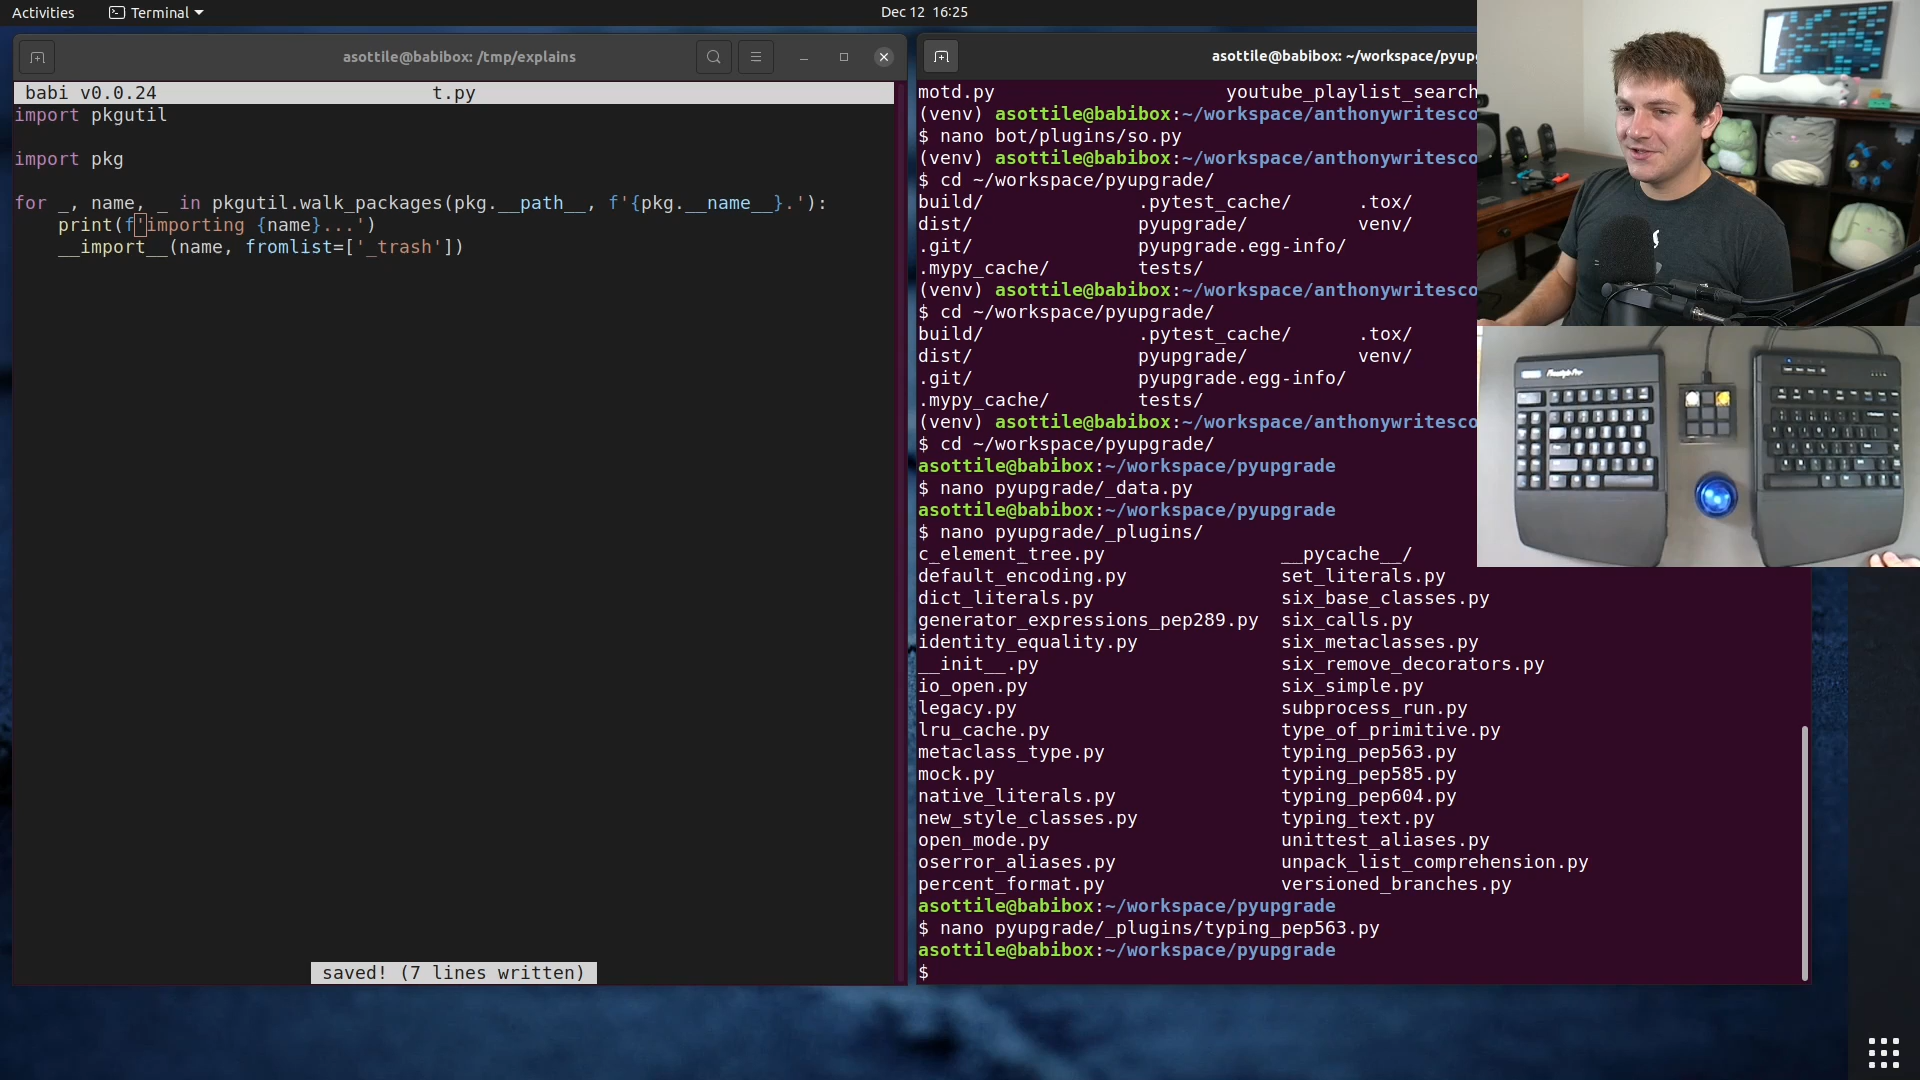 Activities
Terminal
Dec 12 16:25
asottile@babibox: /tmp/explains
babi v0.0.24 t.py
import pkgutil
import pkg
for _, name, _ in pkgutil.walk_packages(pkg.__path__, f'{pkg.__name__}.'):
print(f'importing {name}...')
__import__(name, fromlist=['_trash'])
saved! (7 lines written)
asottile@babibox: ~/workspace/pyupg
motd.py youtube_playlist_search
(venv) asottile@babibox:~/workspace/anthonywritesco
$ nano bot/plugins/so.py
(venv) asottile@babibox:~/workspace/anthonywritesco
$ cd ~/workspace/pyupgrade/
build/ .pytest_cache/ .tox/
dist/ pyupgrade/ venv/
.git/ pyupgrade.egg-info/
.mypy_cache/ tests/
(venv) asottile@babibox:~/workspace/anthonywritesco
$ cd ~/workspace/pyupgrade/
build/ .pytest_cache/ .tox/
dist/ pyupgrade/ venv/
.git/ pyupgrade.egg-info/
.mypy_cache/ tests/
(venv) asottile@babibox:~/workspace/anthonywritesco
$ cd ~/workspace/pyupgrade/
asottile@babibox:~/workspace/pyupgrade
$ nano pyupgrade/_data.py
asottile@babibox:~/workspace/pyupgrade
$ nano pyupgrade/_plugins/
c_element_tree.py __pycache__/
default_encoding.py set_literals.py
dict_literals.py six_base_classes.py
generator_expressions_pep289.py six_calls.py
identity_equality.py six_metaclasses.py
__init__.py six_remove_decorators.py
io_open.py six_simple.py
legacy.py subprocess_run.py
lru_cache.py type_of_primitive.py
metaclass_type.py typing_pep563.py
mock.py typing_pep585.py
native_literals.py typing_pep604.py
new_style_classes.py typing_text.py
open_mode.py unittest_aliases.py
oserror_aliases.py unpack_list_comprehension.py
percent_format.py versioned_branches.py
asottile@babibox:~/workspace/pyupgrade
$ nano pyupgrade/_plugins/typing_pep563.py
asottile@babibox:~/workspace/pyupgrade
$
Freestyle Pro